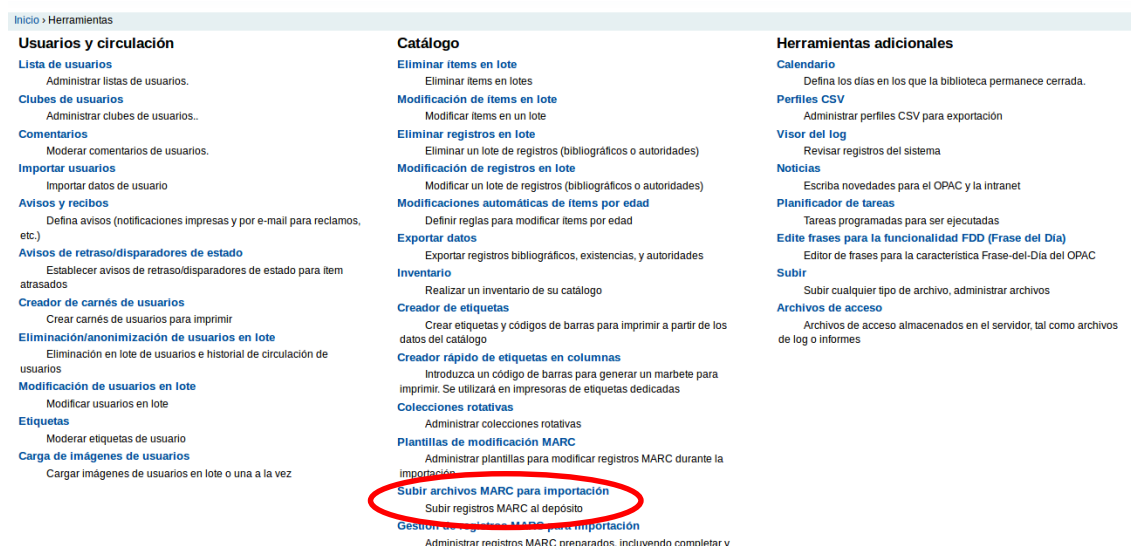 Inicio › Herramientas
Usuarios y circulación
Lista de usuarios
Administrar listas de usuarios.
Clubes de usuarios
Administrar clubes de usuarios..
Comentarios
Moderar comentarios de usuarios.
Importar usuarios
Importar datos de usuario
Avisos y recibos
Defina avisos (notificaciones impresas y por e-mail para reclamos,
etc.)
Avisos de retraso/disparadores de estado
Establecer avisos de retraso/disparadores de estado para ítem
atrasados
Creador de carnés de usuarios
Crear carnés de usuarios para imprimir
Eliminación/anonimización de usuarios en lote
Eliminación en lote de usuarios e historial de circulación de
usuarios
Modificación de usuarios en lote
Modificar usuarios en lote
Etiquetas
Moderar etiquetas de usuario
Carga de imágenes de usuarios
Cargar imágenes de usuarios en lote o una a la vez
Catálogo
Eliminar ítems en lote
Eliminar ítems en lotes
Modificación de ítems en lote
Modificar ítems en un lote
Eliminar registros en lote
Eliminar un lote de registros (bibliográficos o autoridades)
Modificación de registros en lote
Modificar un lote de registros (bibliográficos o autoridades)
Modificaciones automáticas de ítems por edad
Definir reglas para modificar ítems por edad
Exportar datos
Exportar registros bibliográficos, existencias, y autoridades
Inventario
Realizar un inventario de su catálogo
Creador de etiquetas
Crear etiquetas y códigos de barras para imprimir a partir de los
datos del catálogo
Creador rápido de etiquetas en columnas
Introduzca un código de barras para generar un marbete para
imprimir. Se utilizará en impresoras de etiquetas dedicadas
Colecciones rotativas
Administrar colecciones rotativas
Plantillas de modificación MARC
Administrar plantillas para modificar registros MARC durante la
importación
Subir archivos MARC para importación
Subir registros MARC al depósito
Gestión de registros MARC para importación
Administrar registros MARC preparados, incluyendo completar y
Herramientas adicionales
Calendario
Defina los días en los que la biblioteca permanece cerrada.
Perfiles CSV
Administrar perfiles CSV para exportación
Visor del log
Revisar registros del sistema
Noticias
Escriba novedades para el OPAC y la intranet
Planificador de tareas
Tareas programadas para ser ejecutadas
Edite frases para la funcionalidad FDD (Frase del Día)
Editor de frases para la característica Frase-del-Día del OPAC
Subir
Subir cualquier tipo de archivo, administrar archivos
Archivos de acceso
Archivos de acceso almacenados en el servidor, tal como archivos
de log o informes